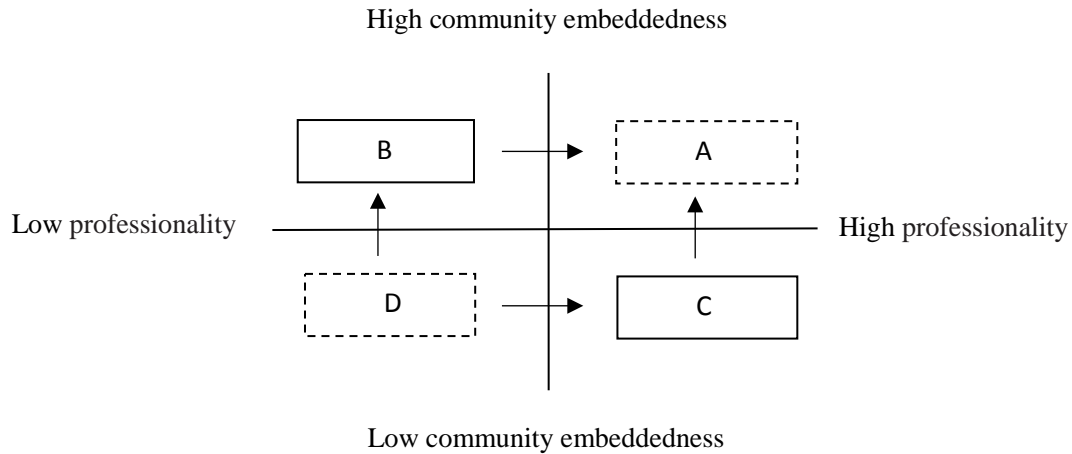 High community embeddedness
B
A
Low professionality
High professionality
D
C
Low community embeddedness